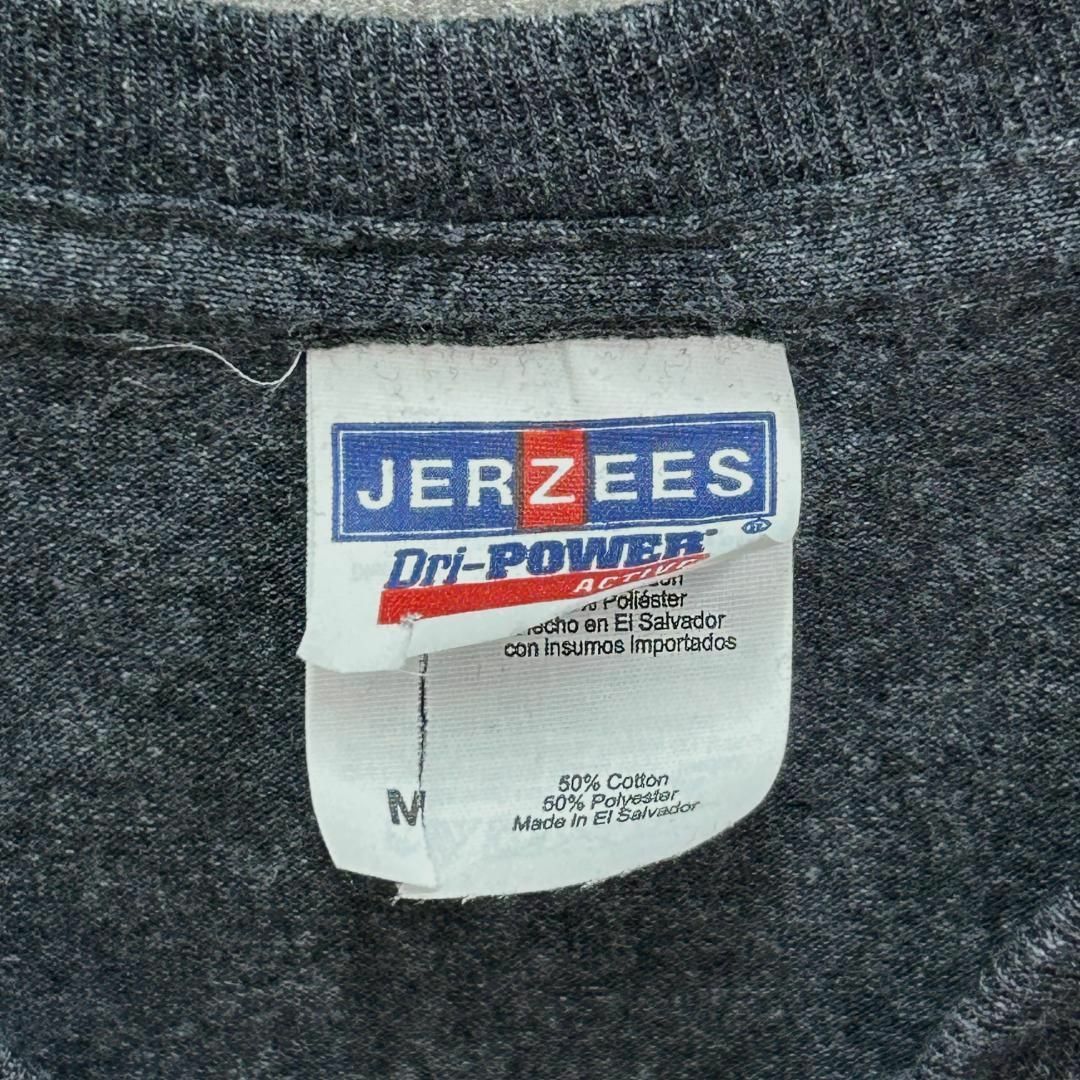 JERZEES
Dri-POWER
ACTIVE
Poliéster
en El Salvador
con Insumos Importados
M
50% Cotton
50% Polyester
Made In El Salvador